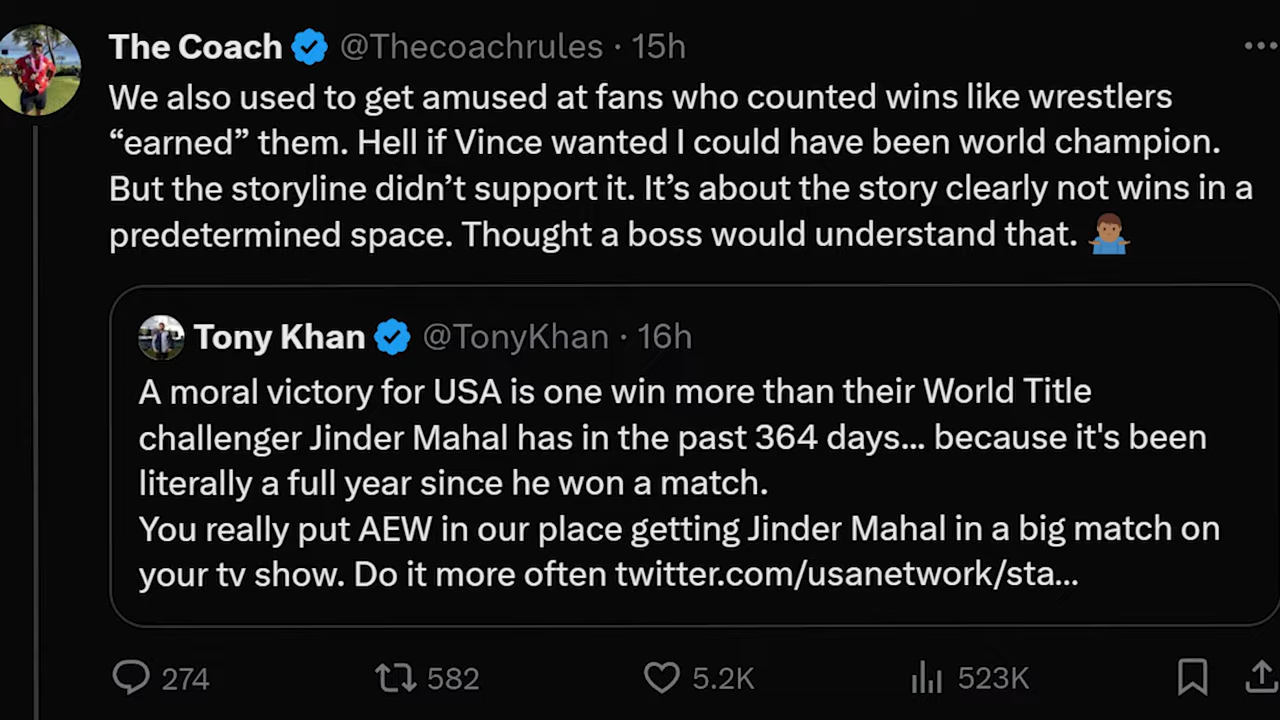 The Coach @Thecoachrules · 15h
We also used to get amused at fans who counted wins like wrestlers
“earned” them. Hell if Vince wanted I could have been world champion.
But the storyline didn’t support it. It’s about the story clearly not wins in a
predetermined space. Thought a boss would understand that. 🤷🏽‍♂️
Tony Khan @TonyKhan · 16h
A moral victory for USA is one win more than their World Title
challenger Jinder Mahal has in the past 364 days... because it's been
literally a full year since he won a match.
You really put AEW in our place getting Jinder Mahal in a big match on
your tv show. Do it more often twitter.com/usanetwork/sta...
274 582 5.2K 523K